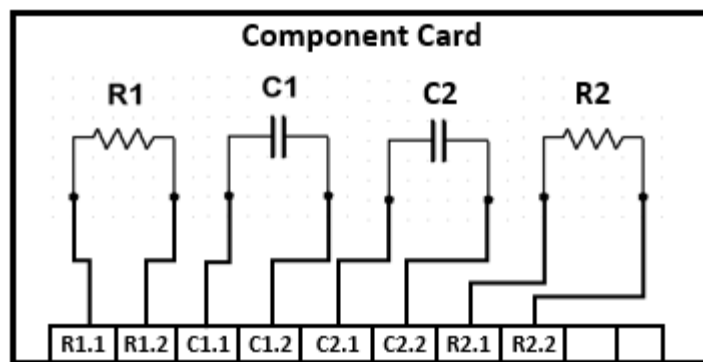 Component Card
R1 C1 C2 R2
R1.1 R1.2 C1.1 C1.2 C2.1 C2.2 R2.1 R2.2